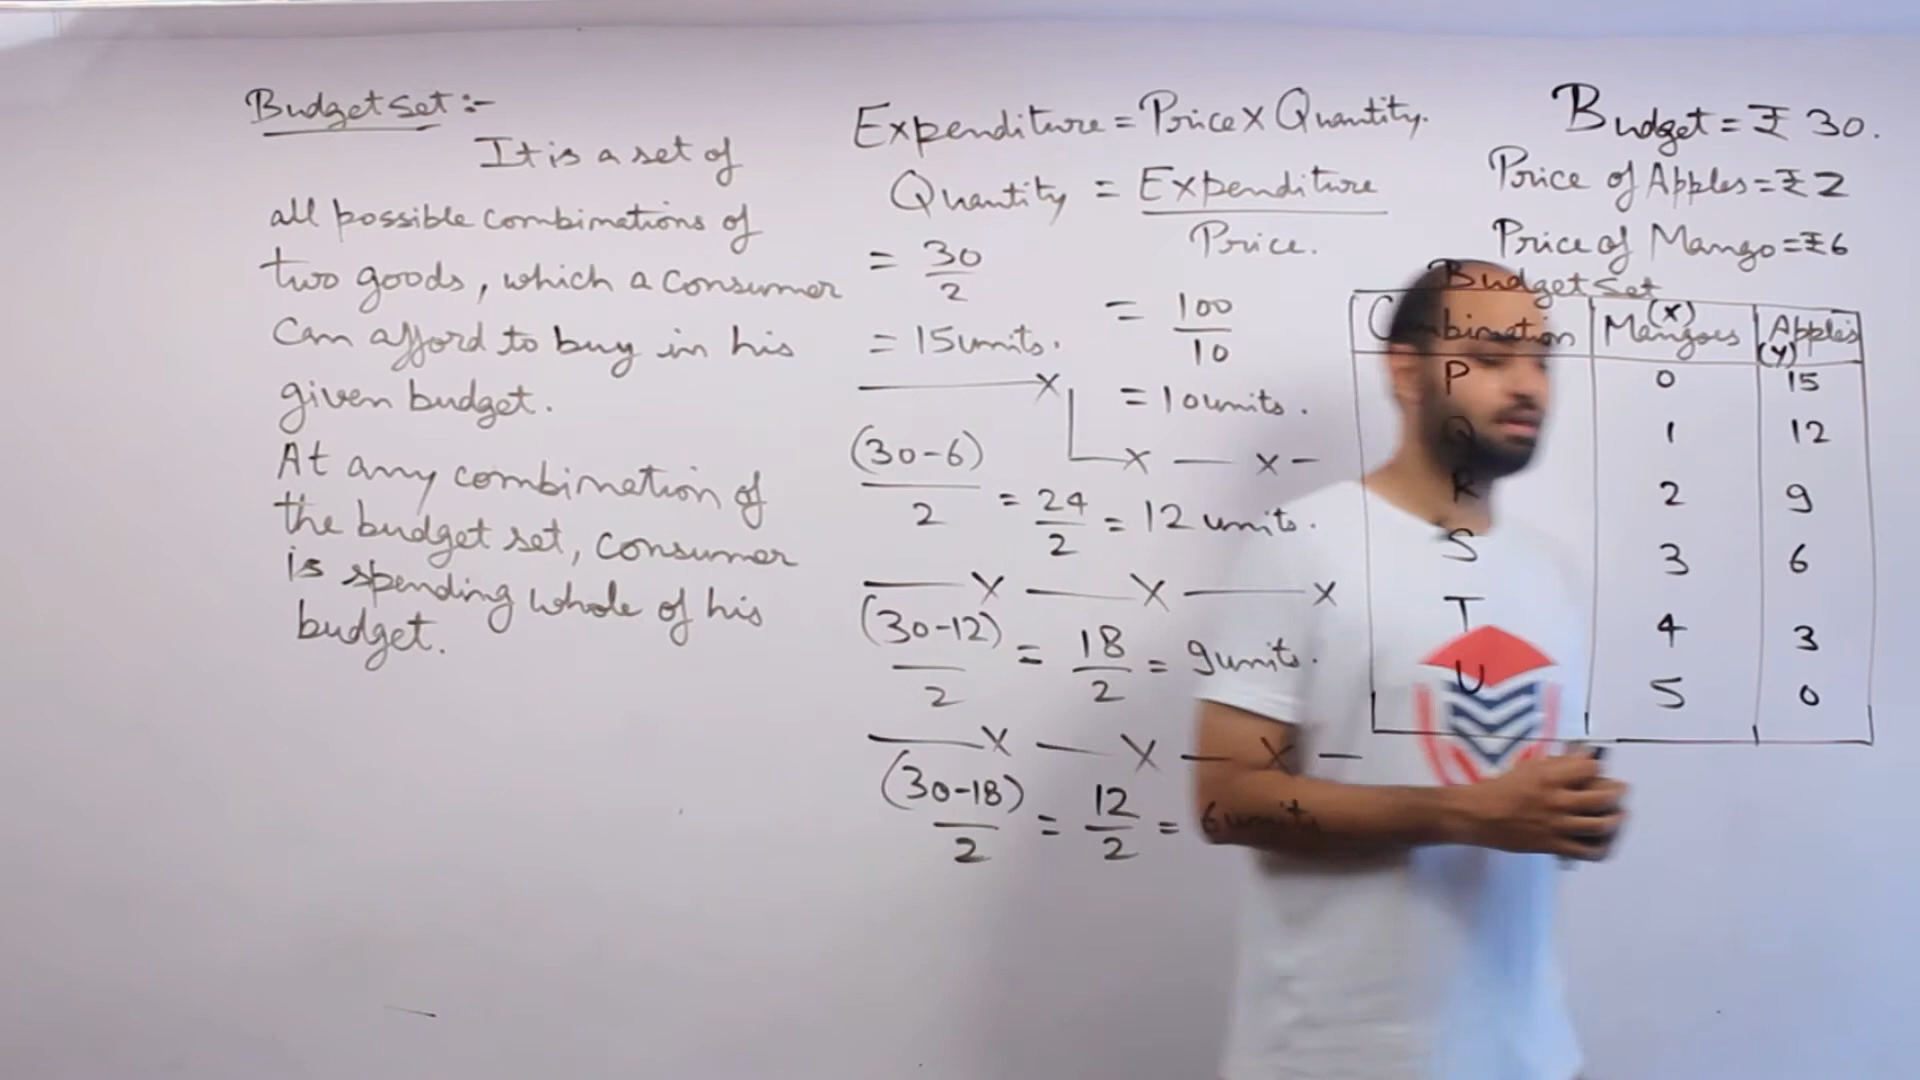 Budget Set :-
It is a set of
all possible combinations of
two goods, which a consumer
can afford to buy in his
given budget.
At any combination of
the budget set, consumer
is spending whole of his
budget.
Expenditure = Price X Quantity.
Quantity = Expenditure
Price.
= 30
2
= 15 units.
X
= 100
10
= 10 units.
X — X –
(30-6)
2
= 24
2
= 12 units.
— X — X — X
(30-12)
2
= 18
2
= 9 units.
— X — X — X —
(30-18)
2
= 12
2
= 6 units
Budget = ₹ 30.
Price of Apples = ₹ 2
Price of Mango = ₹ 6
Budget Set
Combination Mangoes (X) Apples (Y)
P 0 15
Q 1 12
R 2 9
S 3 6
T 4 3
U 5 0